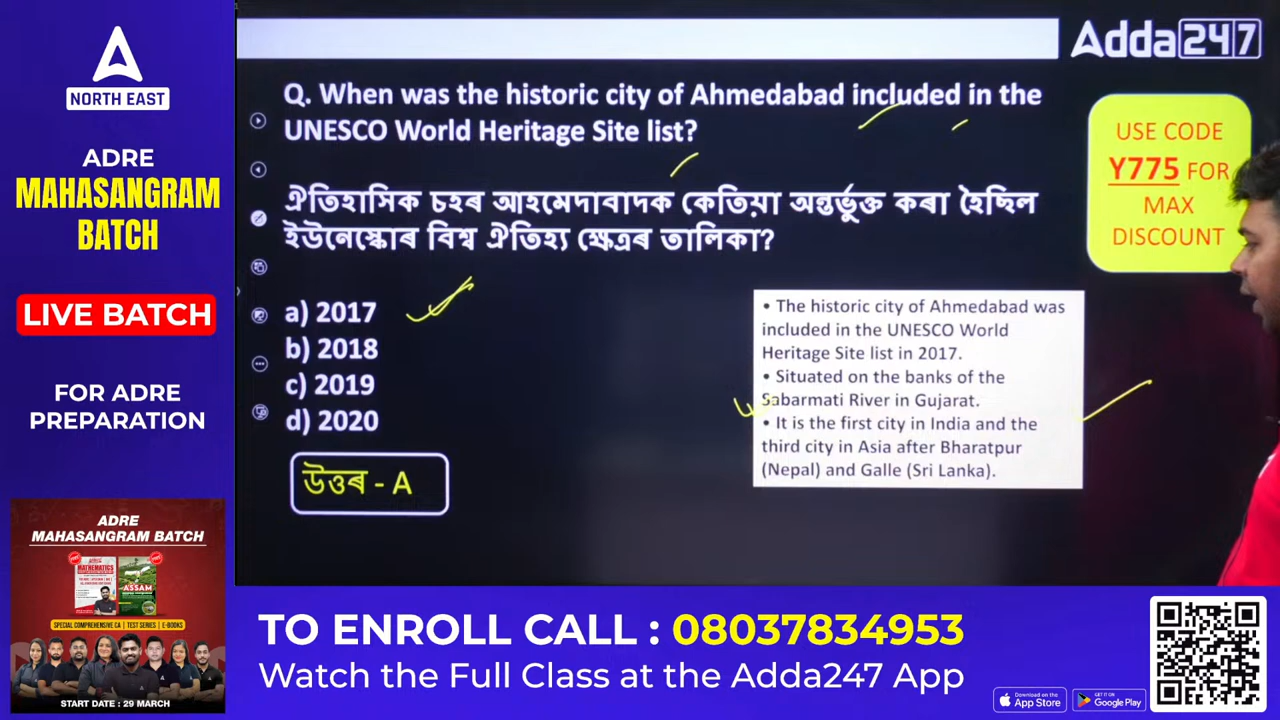 NORTH EAST
ADRE
MAHASANGRAM
BATCH
LIVE BATCH
FOR ADRE
PREPARATION
ADRE
MAHASANGRAM BATCH
MATHEMATICS
ASSAM
SPECIAL COMPREHENSIVE CA | TEST SERIES | E-BOOKS
START DATE : 29 MARCH
Adda247
Q. When was the historic city of Ahmedabad included in the
UNESCO World Heritage Site list?
ঐতিহাসিক চহৰ আহমেদাবাদক কেতিয়া অন্তৰ্ভুক্ত কৰা হৈছিল
ইউনেস্কোৰ বিশ্ব ঐতিহ্য ক্ষেত্ৰৰ তালিকা?
a) 2017
b) 2018
c) 2019
d) 2020
উত্তৰ - A
• The historic city of Ahmedabad was
included in the UNESCO World
Heritage Site list in 2017.
• Situated on the banks of the
Sabarmati River in Gujarat.
• It is the first city in India and the
third city in Asia after Bharatpur
(Nepal) and Galle (Sri Lanka).
USE CODE
Y775 FOR
MAX
DISCOUNT
TO ENROLL CALL : 08037834953
Watch the Full Class at the Adda247 App
Download on the
App Store
GET IT ON
Google Play